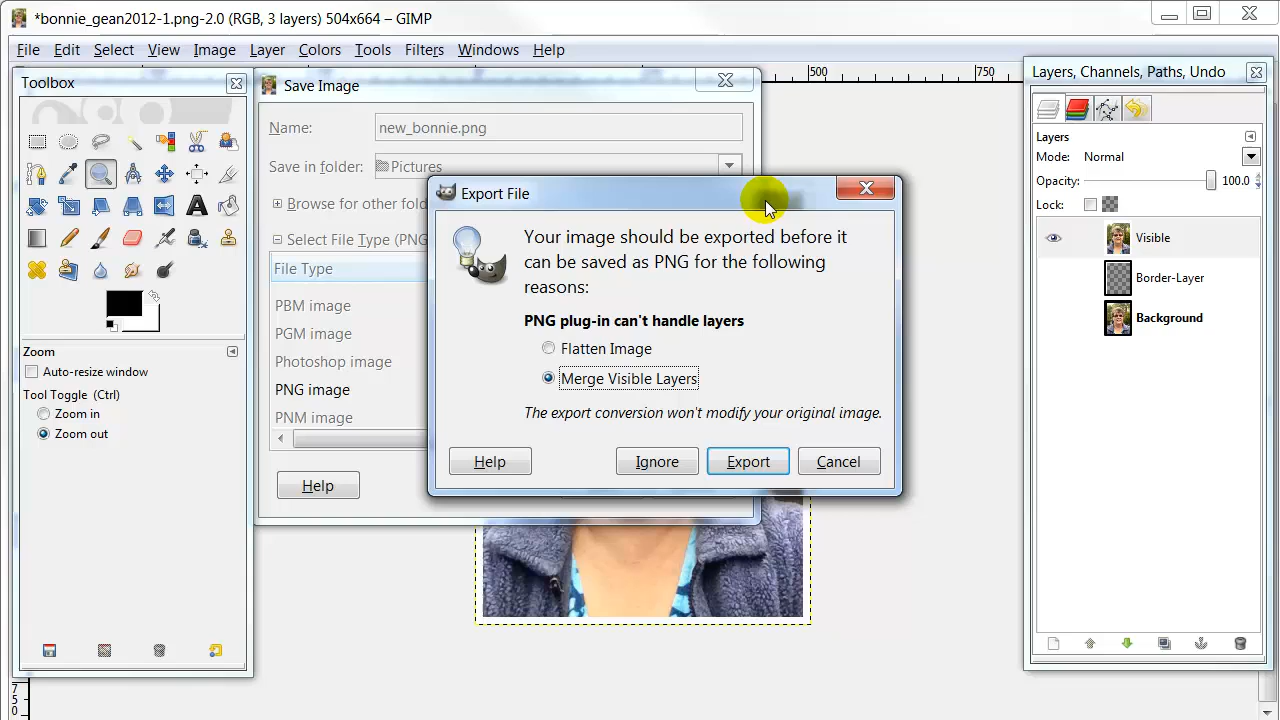 *bonnie_gean2012-1.png-2.0 (RGB, 3 layers) 504x664 – GIMP
File Edit Select View Image Layer Colors Tools Filters Windows Help
Toolbox
Save Image
500
750
Layers, Channels, Paths, Undo
Name: new_bonnie.png
Save in folder: Pictures
Browse for other fold
Select File Type (PNG
File Type
PBM image
PGM image
Photoshop image
PNG image
PNM image
Help
Export File
Your image should be exported before it
can be saved as PNG for the following
reasons:
PNG plug-in can't handle layers
Flatten Image
Merge Visible Layers
The export conversion won't modify your original image.
Help Ignore Export Cancel
Layers
Mode: Normal
Opacity: 100.0
Lock:
Visible
Border-Layer
Background
Zoom
Auto-resize window
Tool Toggle (Ctrl)
Zoom in
Zoom out
7
5
0